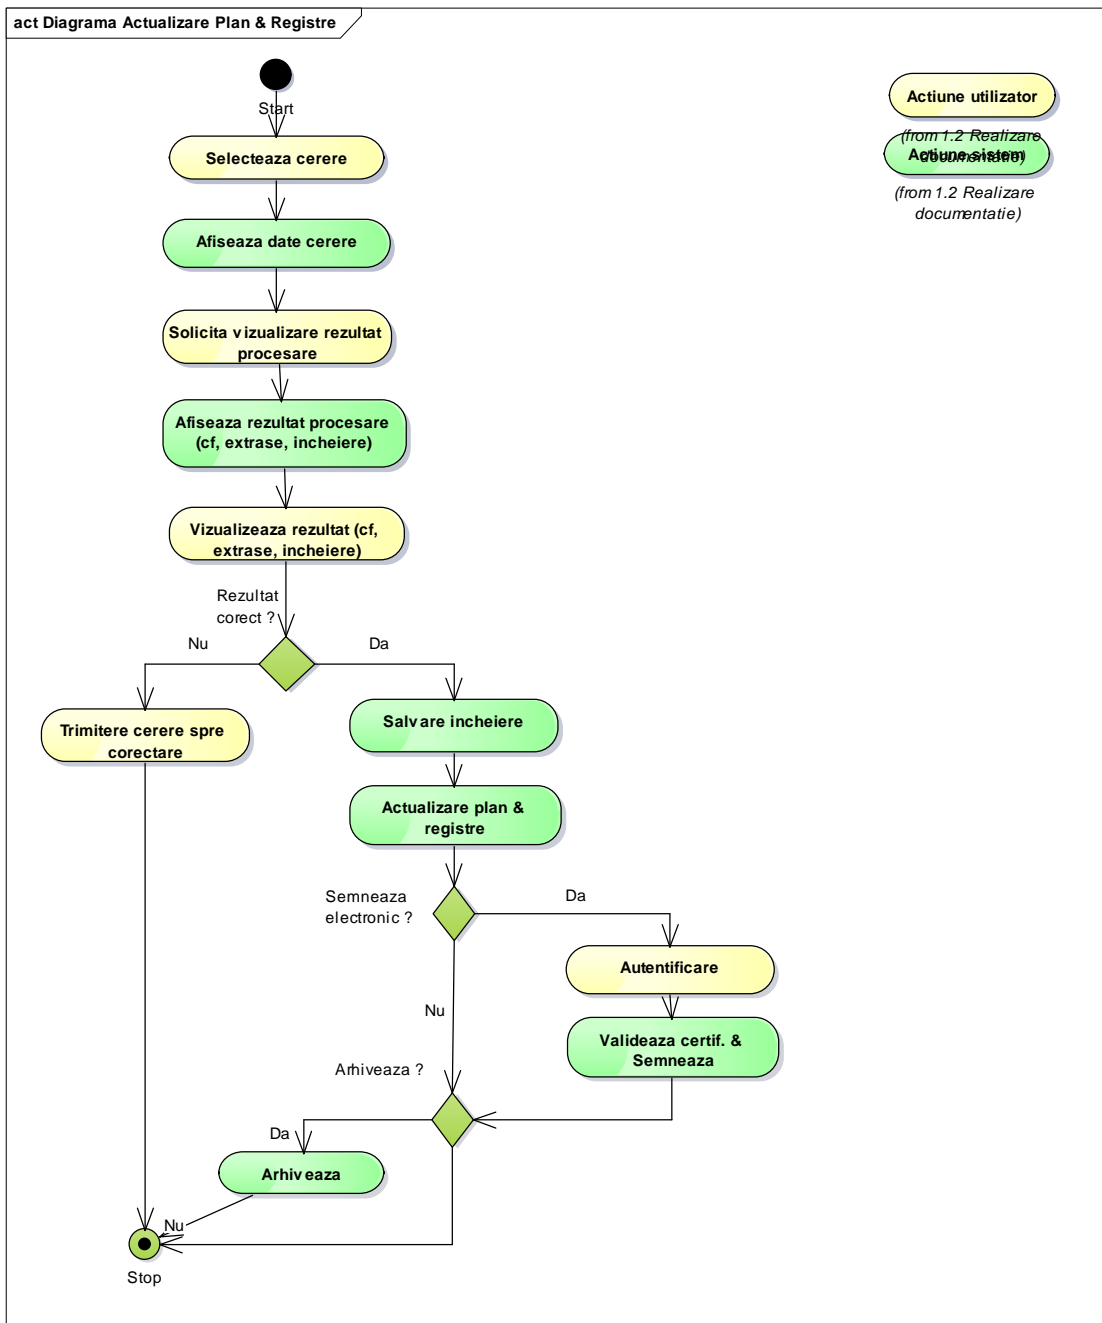 act Diagrama Actualizare Plan & Registre
Start
Actiune utilizator
(from 1.2 Realizare
documentatie)
Actiune sistem
(from 1.2 Realizare
documentatie)
Selecteaza cerere
Afiseaza date cerere
Solicita vizualizare rezultat
procesare
Afiseaza rezultat procesare
(cf, extrase, incheiere)
Vizualizeaza rezultat (cf,
extrase, incheiere)
Rezultat
corect ?
Nu
Da
Trimitere cerere spre
corectare
Salvare incheiere
Actualizare plan &
registre
Semneaza
electronic ?
Da
Autentificare
Nu
Valideaza certif. &
Semneaza
Arhiveaza ?
Da
Arhiveaza
Nu
Stop